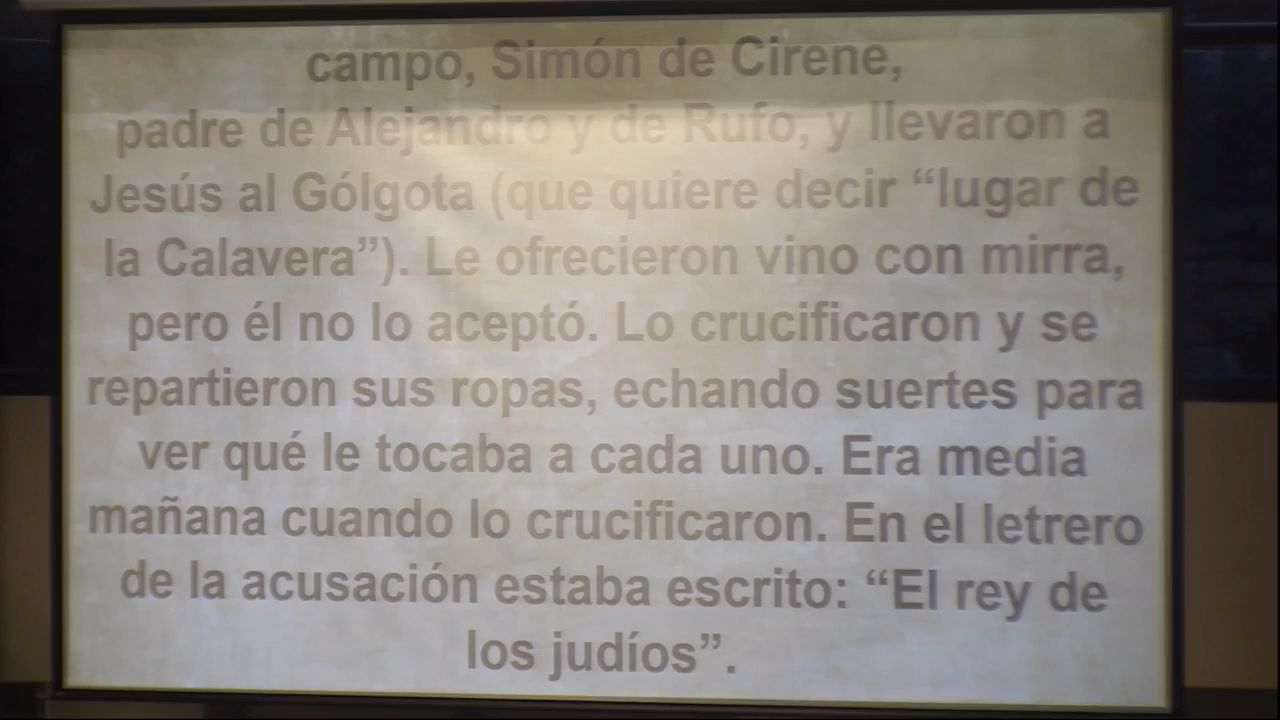 campo, Simón de Cirene,
padre de Alejandro y de Rufo, y llevaron a
Jesús al Gólgota (que quiere decir “lugar de
la Calavera”). Le ofrecieron vino con mirra,
pero él no lo aceptó. Lo crucificaron y se
repartieron sus ropas, echando suertes para
ver qué le tocaba a cada uno. Era media
mañana cuando lo crucificaron. En el letrero
de la acusación estaba escrito: “El rey de
los judíos”.